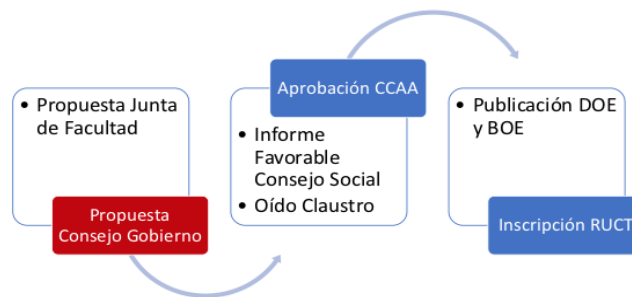 • Propuesta Junta
de Facultad
Propuesta
Consejo Gobierno
Aprobación CCAA
• Informe
Favorable
Consejo Social
• Oído Claustro
• Publicación DOE
y BOE
Inscripción RUCT